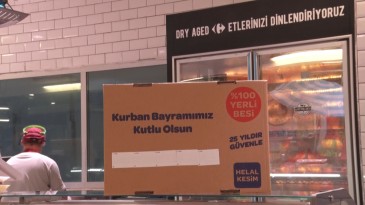 DRY AGED ETLERİNİZİ DİNLENDİRİYORUZ
Kurban Bayramımız
Kutlu Olsun
%100
YERLİ
BESİ
25 YILDIR
GÜVENLE
HELAL
KESİM